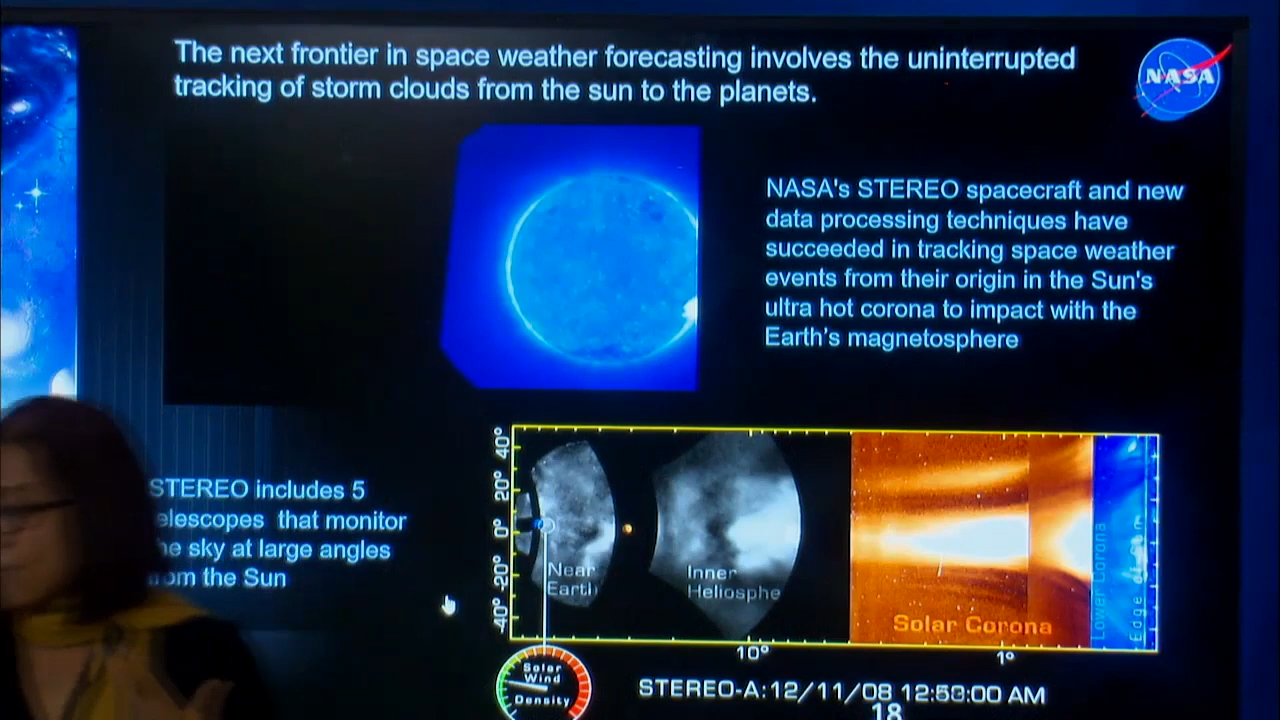 The next frontier in space weather forecasting involves the uninterrupted
tracking of storm clouds from the sun to the planets.
NASA
NASA's STEREO spacecraft and new
data processing techniques have
succeeded in tracking space weather
events from their origin in the Sun's
ultra hot corona to impact with the
Earth's magnetosphere
STEREO includes 5
elescopes that monitor
he sky at large angles
om the Sun
40°
20°
0°
-20°
-40°
Near
Earth
Inner
Heliosphe
Solar Corona
Lower Corona
Edge of
10°
1°
Solar
Wind
Density
STEREO-A:12/11/08 12:53:00 AM
18